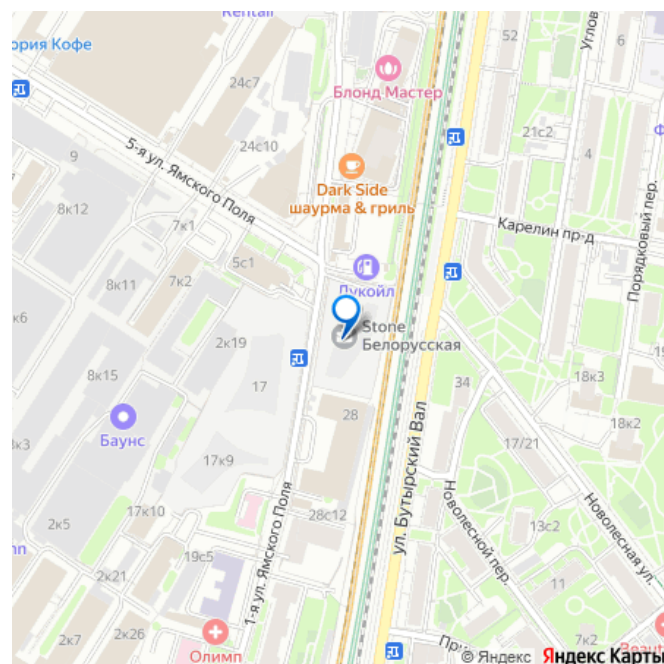 Rentall
ория Кофе
24с7
Блонд Мастер
52
Углов
6
21с2
24с10
5-я ул. Ямского Поля
9
4
Dark Side
шаурма & гриль
8к12
7к1
Карелин пр-д
Порядковый пер.
5с1
Лукойл
8к11
7к2
к6
Stone
Белорусская
2к19
8к15
17
34
18к3
Баунс
28
18к2
к3
17/21
17к9
ул. Бутырский Вал
Новолесной пер.
Новолесная ул.
17к10
1-я ул. Ямского Поля
28с12
2к5
13с2
19с5
2к21
11
2к7
2к26
Олимп
7к2
© Яндекс Яндекс Карты